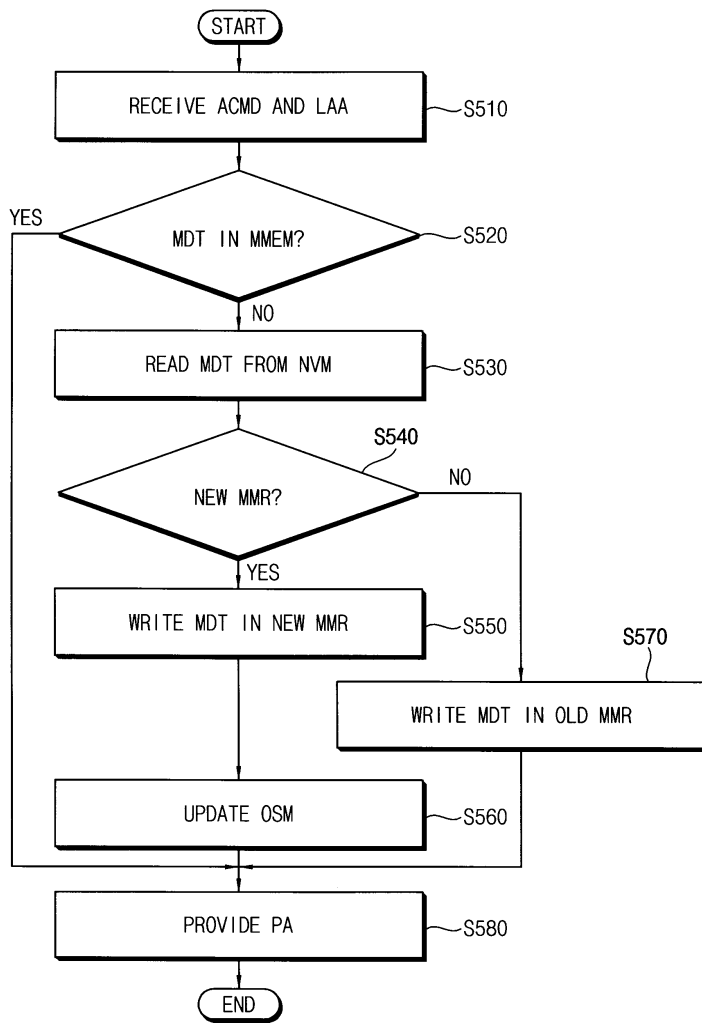 START
RECEIVE ACMD AND LAA
S510
YES
MDT IN MMEM?
S520
NO
READ MDT FROM NVM
S530
S540
NEW MMR?
NO
YES
WRITE MDT IN NEW MMR
S550
S570
WRITE MDT IN OLD MMR
UPDATE OSM
S560
PROVIDE PA
S580
END